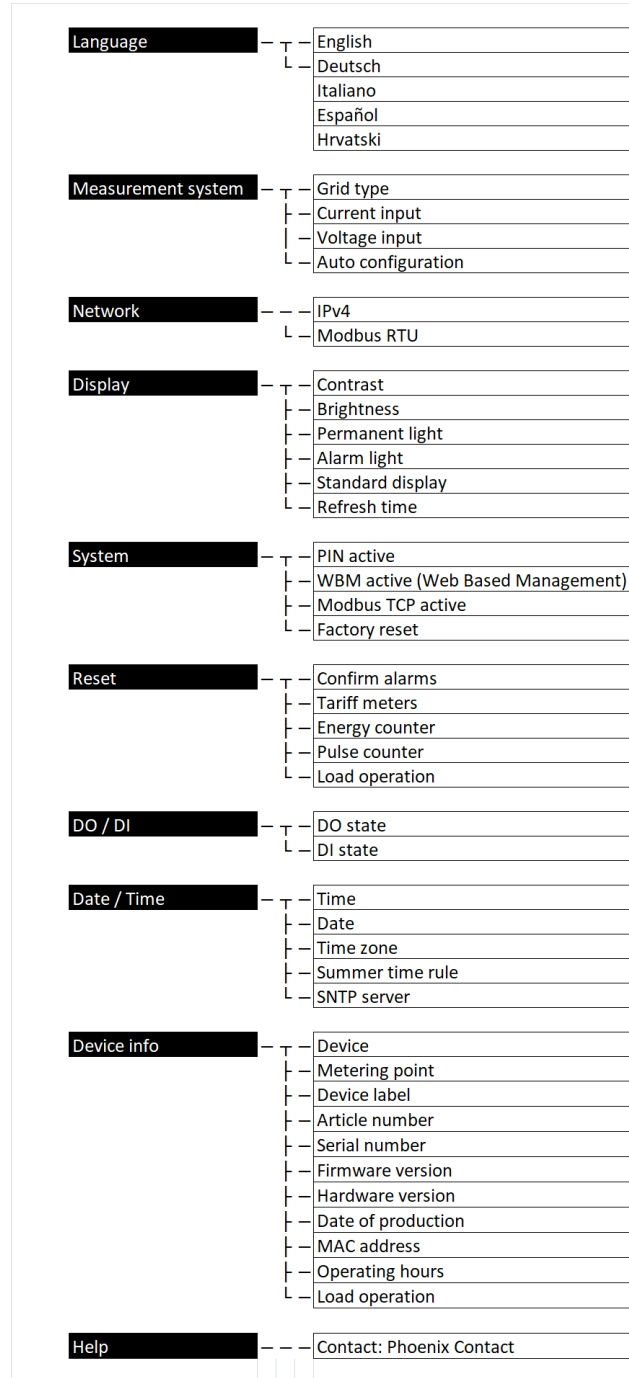 Language English
Deutsch
Italiano
Español
Hrvatski
Measurement system Grid type
Current input
Voltage input
Auto configuration
Network IPv4
Modbus RTU
Display Contrast
Brightness
Permanent light
Alarm light
Standard display
Refresh time
System PIN active
WBM active (Web Based Management)
Modbus TCP active
Factory reset
Reset Confirm alarms
Tariff meters
Energy counter
Pulse counter
Load operation
DO / DI DO state
DI state
Date / Time Time
Date
Time zone
Summer time rule
SNTP server
Device info Device
Metering point
Device label
Article number
Serial number
Firmware version
Hardware version
Date of production
MAC address
Operating hours
Load operation
Help Contact: Phoenix Contact